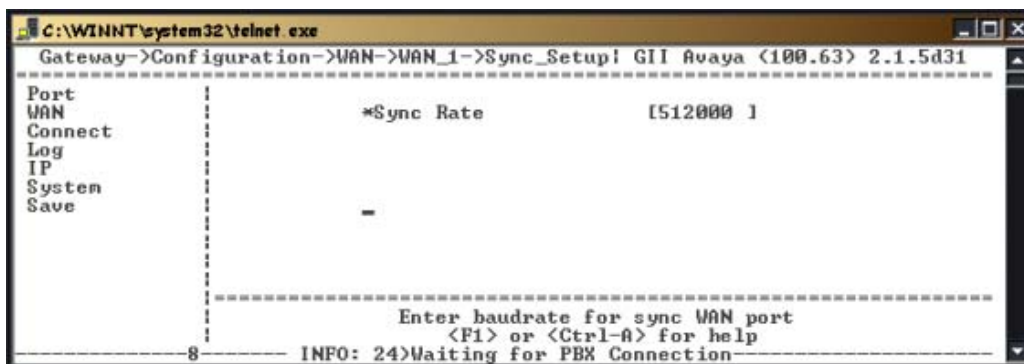 C:\WINNT\system32\telnet.exe
Gateway->Configuration->WAN->WAN_1->Sync_Setup| GII Avaya (100.63) 2.1.5d31
Port
WAN
*Sync Rate [512000 ]
Connect
Log
IP
System
Save
Enter baudrate for sync WAN port
<F1> or <Ctrl-A> for help
8 INFO: 24>Waiting for PBX Connection